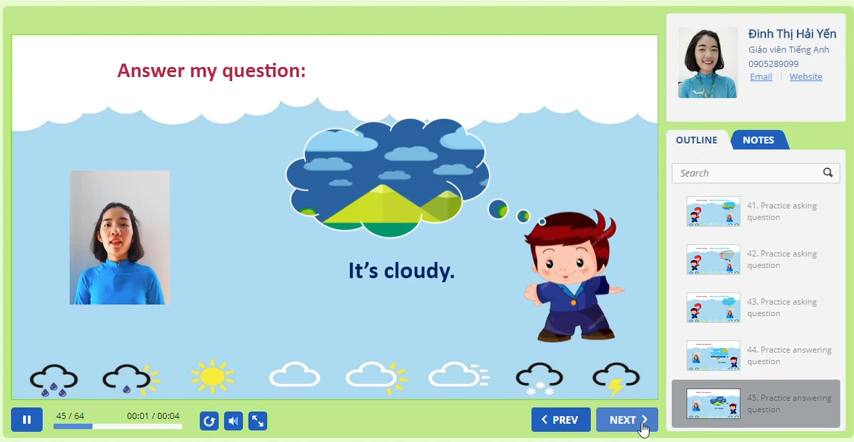 Answer my question:
It's cloudy.
45 / 64
00:01 / 00:04
PREV
NEXT
Đinh Thị Hải Yến
Giáo viên Tiếng Anh
0905289099
Email | Website
OUTLINE
NOTES
Search
41. Practice asking
question
42. Practice asking
question
43. Practice asking
question
44. Practice answering
question
45. Practice answering
question